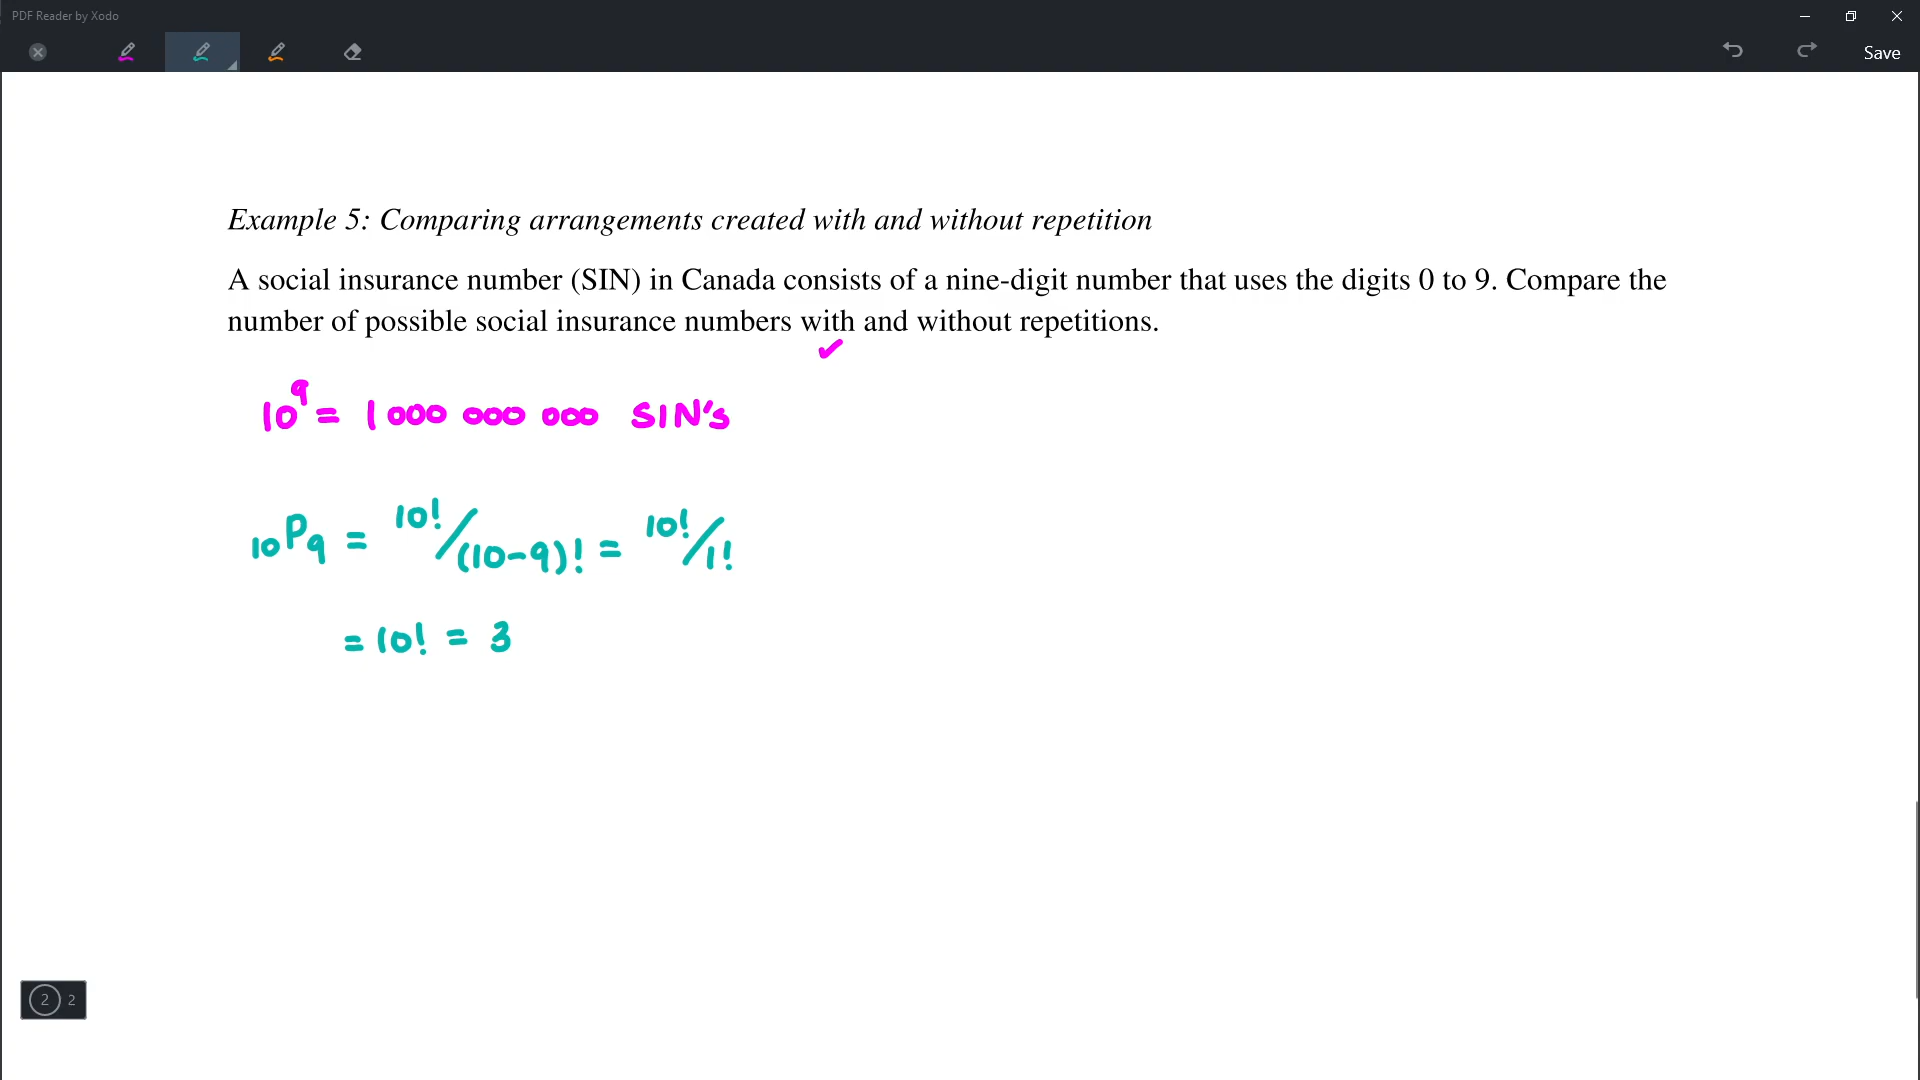 PDF Reader by Xodo
Save
Example 5: Comparing arrangements created with and without repetition
A social insurance number (SIN) in Canada consists of a nine-digit number that uses the digits 0 to 9. Compare the
number of possible social insurance numbers with and without repetitions.
10⁹ = 1 000 000 000 SIN's
₁₀P₉ = 10!/(10-9)! = 10!/1!
= 10! = 3
2 2